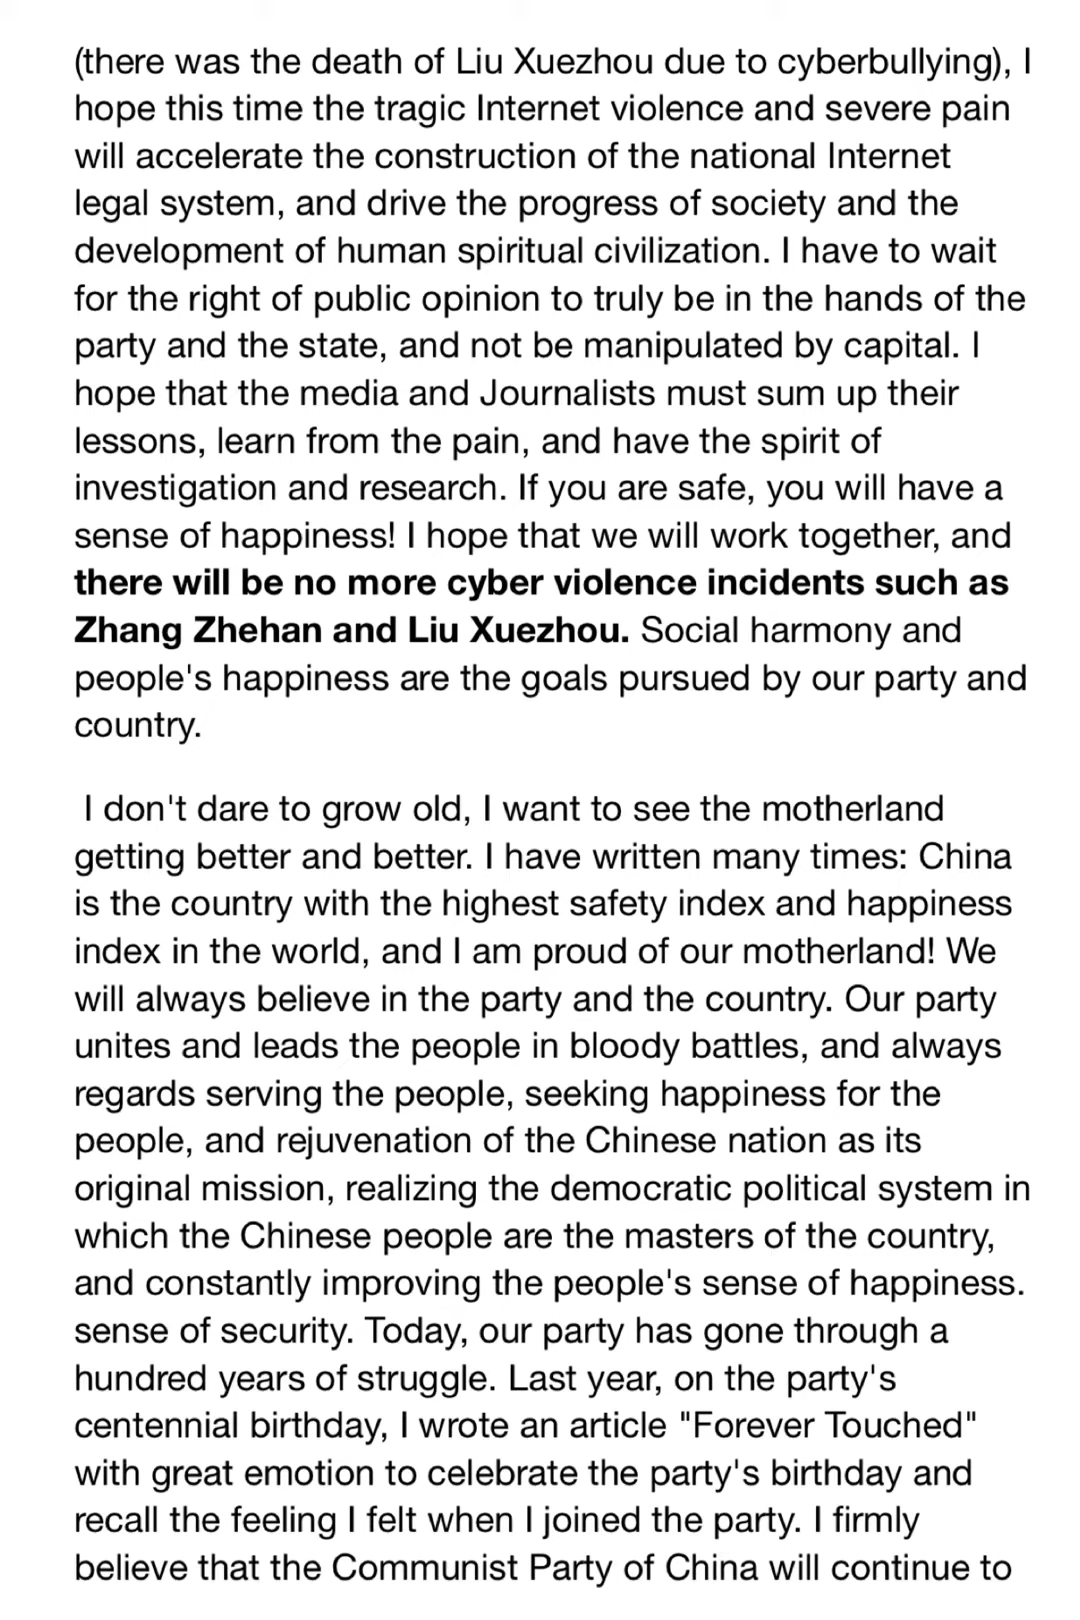 (there was the death of Liu Xuezhou due to cyberbullying), I
hope this time the tragic Internet violence and severe pain
will accelerate the construction of the national Internet
legal system, and drive the progress of society and the
development of human spiritual civilization. I have to wait
for the right of public opinion to truly be in the hands of the
party and the state, and not be manipulated by capital. I
hope that the media and Journalists must sum up their
lessons, learn from the pain, and have the spirit of
investigation and research. If you are safe, you will have a
sense of happiness! I hope that we will work together, and
there will be no more cyber violence incidents such as
Zhang Zhehan and Liu Xuezhou. Social harmony and
people's happiness are the goals pursued by our party and
country.
I don't dare to grow old, I want to see the motherland
getting better and better. I have written many times: China
is the country with the highest safety index and happiness
index in the world, and I am proud of our motherland! We
will always believe in the party and the country. Our party
unites and leads the people in bloody battles, and always
regards serving the people, seeking happiness for the
people, and rejuvenation of the Chinese nation as its
original mission, realizing the democratic political system in
which the Chinese people are the masters of the country,
and constantly improving the people's sense of happiness.
sense of security. Today, our party has gone through a
hundred years of struggle. Last year, on the party's
centennial birthday, I wrote an article "Forever Touched"
with great emotion to celebrate the party's birthday and
recall the feeling I felt when I joined the party. I firmly
believe that the Communist Party of China will continue to